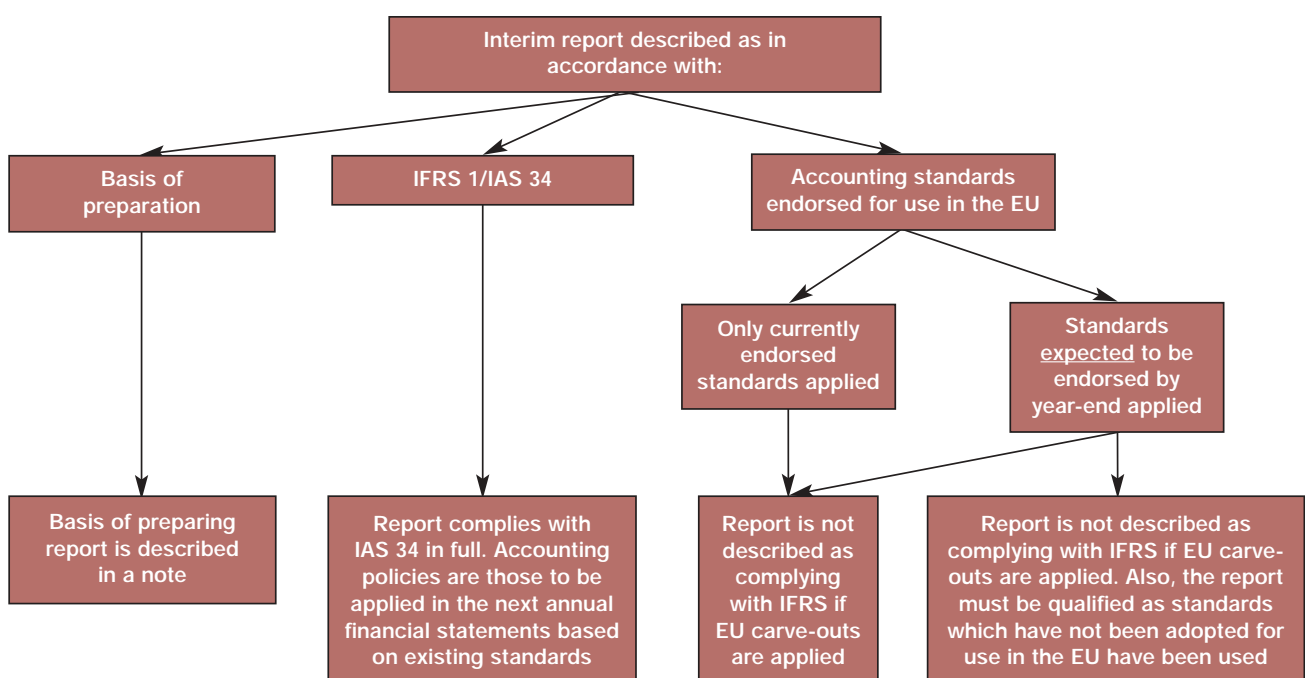 Interim report described as in
accordance with:
Basis of
preparation
IFRS 1/IAS 34
Accounting standards
endorsed for use in the EU
Only currently
endorsed
standards applied
Standards
expected to be
endorsed by
year-end applied
Basis of preparing
report is described
in a note
Report complies with
IAS 34 in full. Accounting
policies are those to be
applied in the next annual
financial statements based
on existing standards
Report is not
described as
complying
with IFRS if
EU carve-outs
are applied
Report is not described as
complying with IFRS if EU carve-
outs are applied. Also, the report
must be qualified as standards
which have not been adopted for
use in the EU have been used